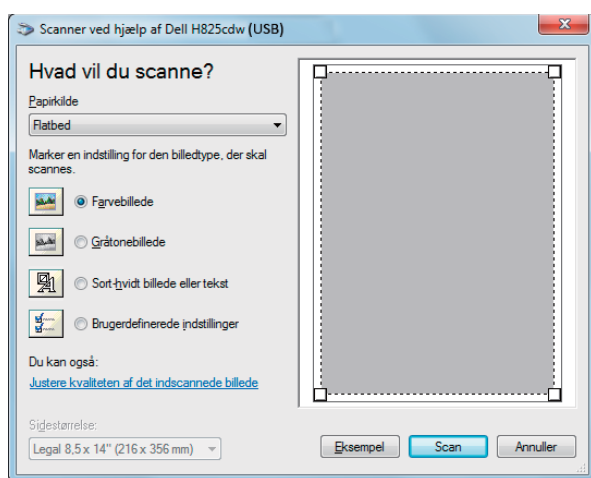 Scanner ved hjælp af Dell H825cdw (USB)
Hvad vil du scanne?
Papirkilde
Flatbed
Marker en indstilling for den billedtype, der skal
scannes.
Farvebillede
Gråtonebillede
Sort-hvidt billede eller tekst
Brugerdefinerede indstillinger
Du kan også:
Justere kvaliteten af det indscannede billede
Sidestørrelse:
Legal 8,5 x 14" (216 x 356 mm)
Eksempel
Scan
Annuller